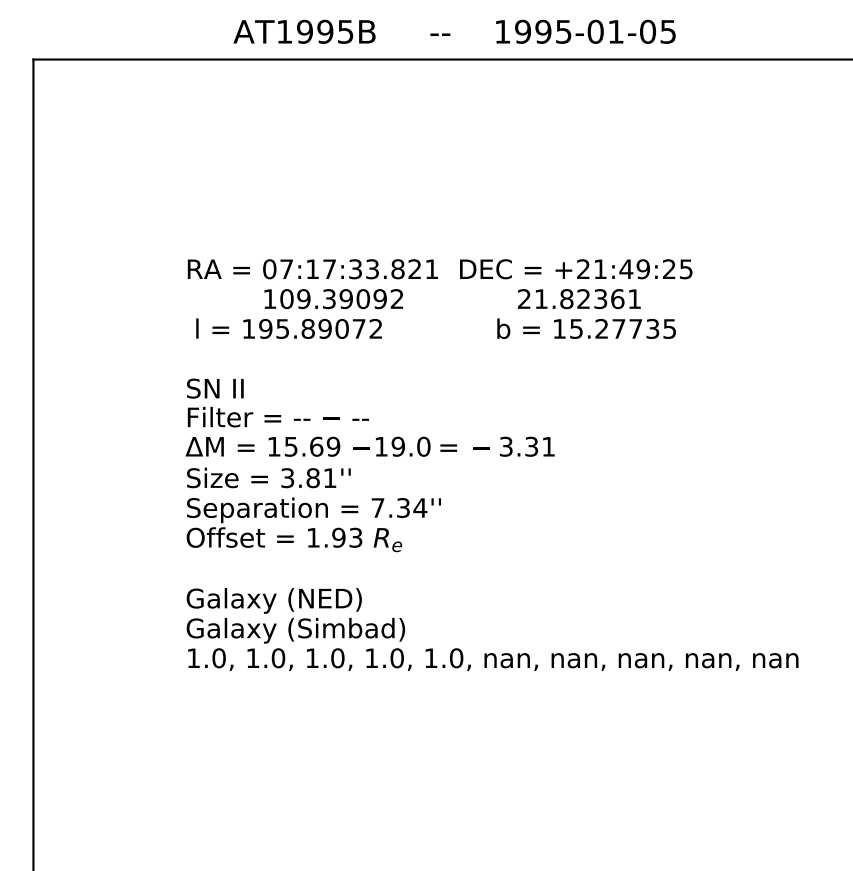 AT1995B -- 1995-01-05
RA = 07:17:33.821 DEC = +21:49:25
109.39092 21.82361
l = 195.89072 b = 15.27735
SN II
Filter = -- − --
ΔM = 15.69 −19.0 = −3.31
Size = 3.81''
Separation = 7.34''
Offset = 1.93 Re
Galaxy (NED)
Galaxy (Simbad)
1.0, 1.0, 1.0, 1.0, 1.0, nan, nan, nan, nan, nan